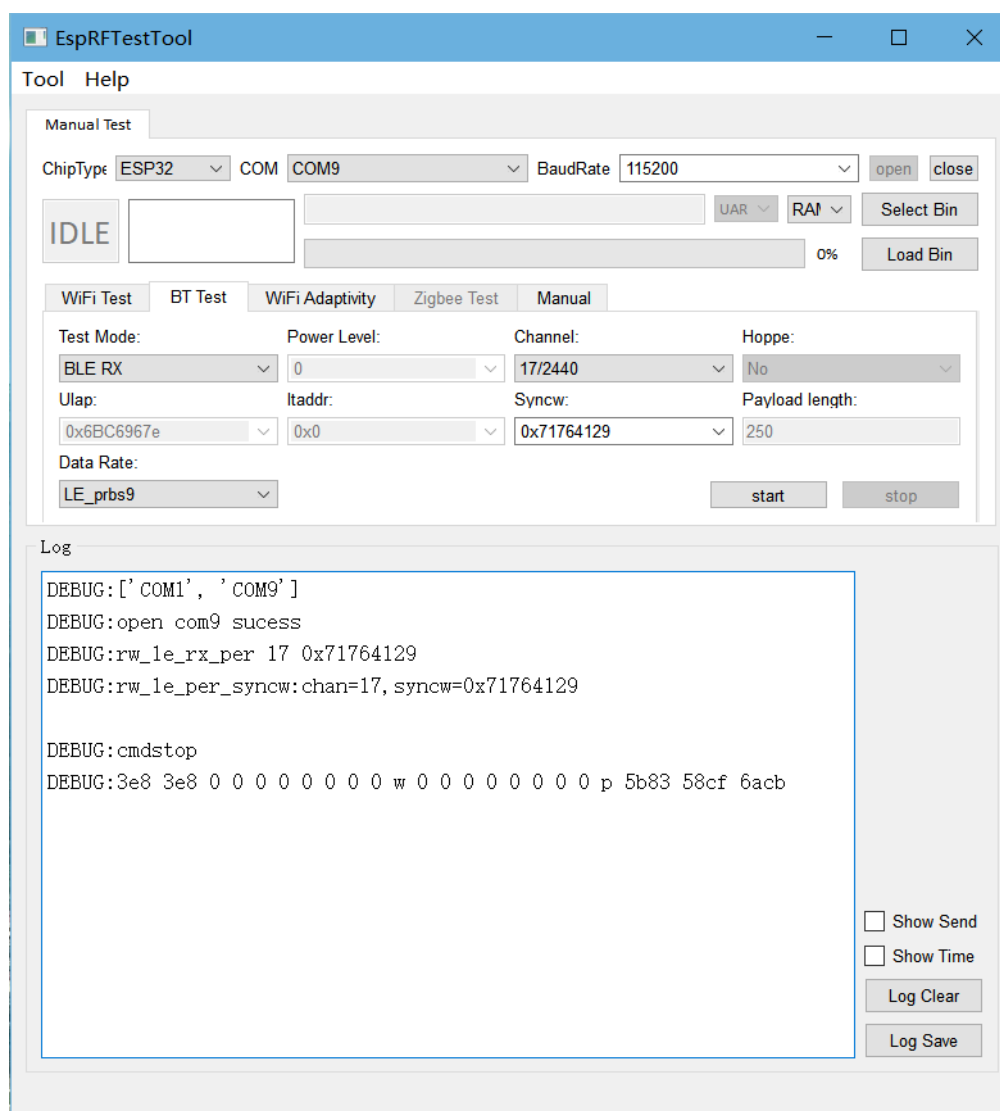 EspRFTestTool
Tool Help
Manual Test
ChipType ESP32 COM COM9 BaudRate 115200 open close
IDLE UAR RAM Select Bin
0% Load Bin
WiFi Test BT Test WiFi Adaptivity Zigbee Test Manual
Test Mode: Power Level: Channel: Hoppe:
BLE RX 0 17/2440 No
Ulap: Itaddr: Syncw: Payload length:
0x6BC6967e 0x0 0x71764129 250
Data Rate:
LE_prbs9 start stop
Log
DEBUG:['COM1', 'COM9']
DEBUG:open com9 sucess
DEBUG:rw_le_rx_per 17 0x71764129
DEBUG:rw_le_per_syncw:chan=17,syncw=0x71764129
DEBUG:cmdstop
DEBUG:3e8 3e8 0 0 0 0 0 0 0 0 w 0 0 0 0 0 0 0 0 p 5b83 58cf 6acb
Show Send
Show Time
Log Clear
Log Save